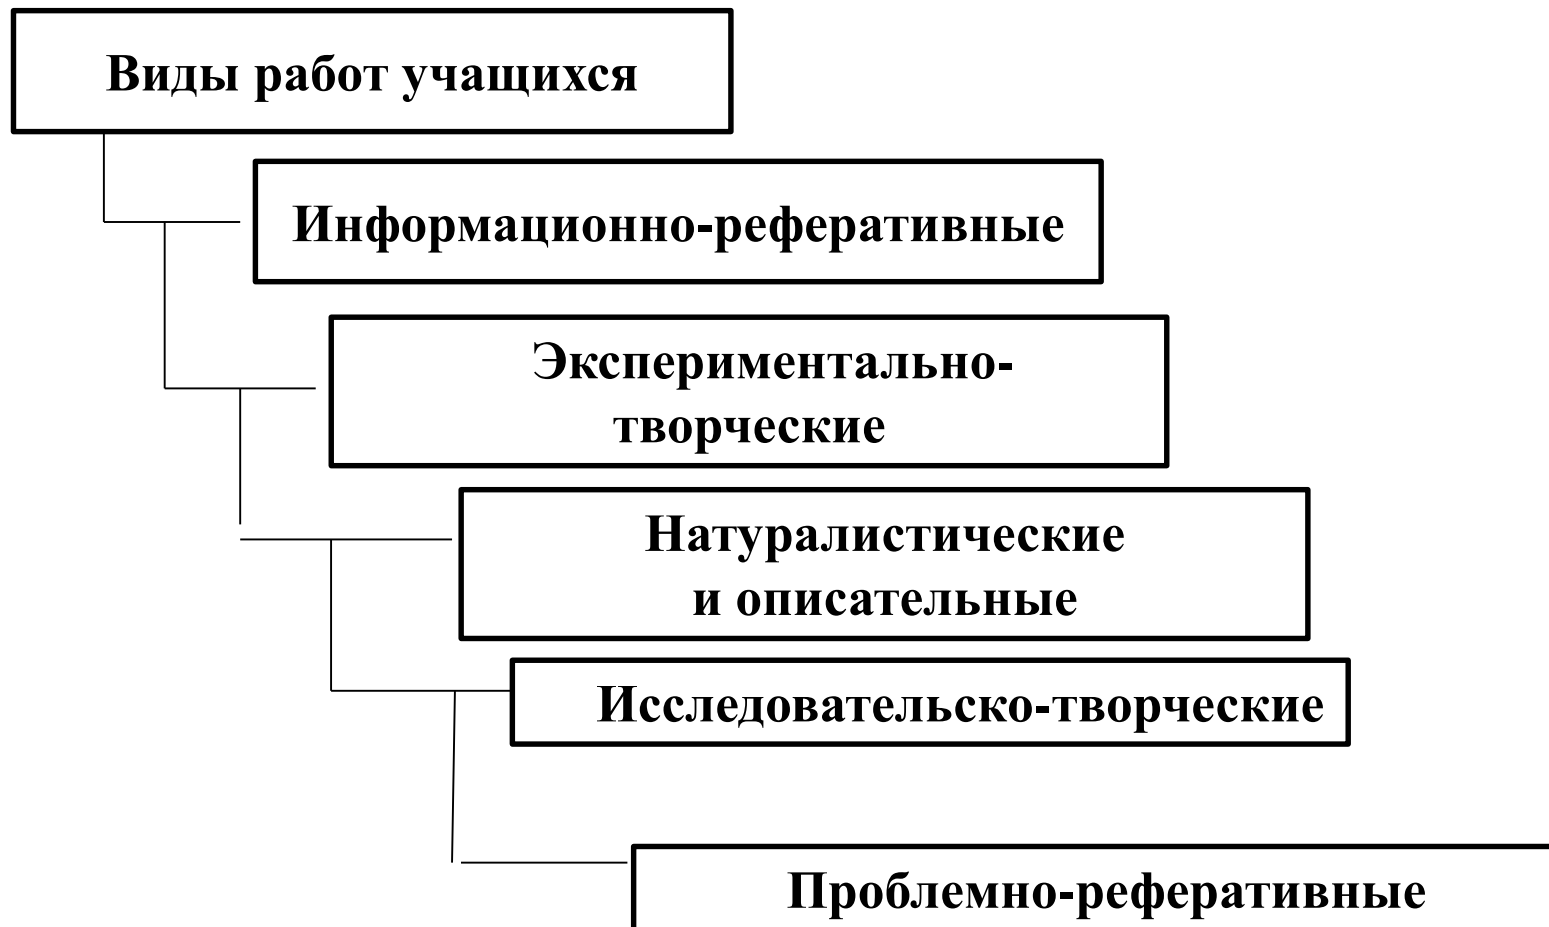 Виды работ учащихся
Информационно-реферативные
Экспериментально-
творческие
Натуралистические
и описательные
Исследовательско-творческие
Проблемно-реферативные